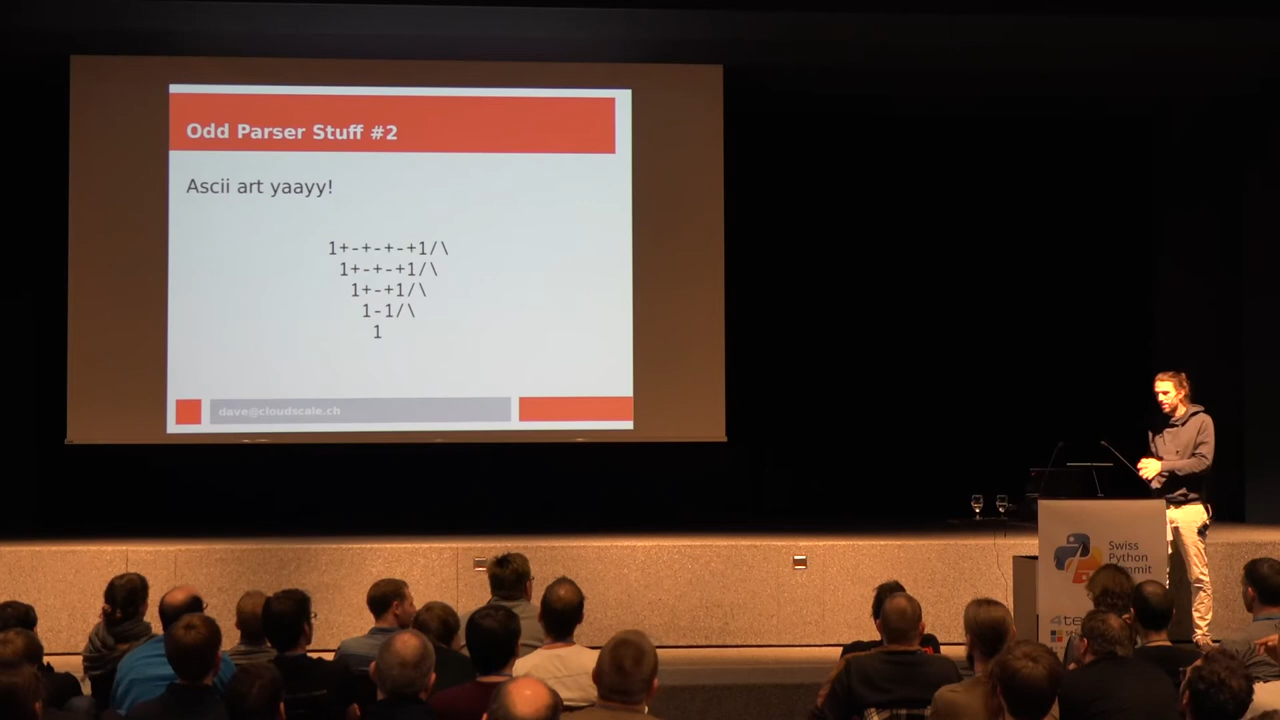 Odd Parser Stuff #2
Ascii art yaayy!
1+-+-+-+1/\
1+-+-+1/\
1+-+1/\
1-1/\
1
dave@cloudscale.ch
Swiss
Python